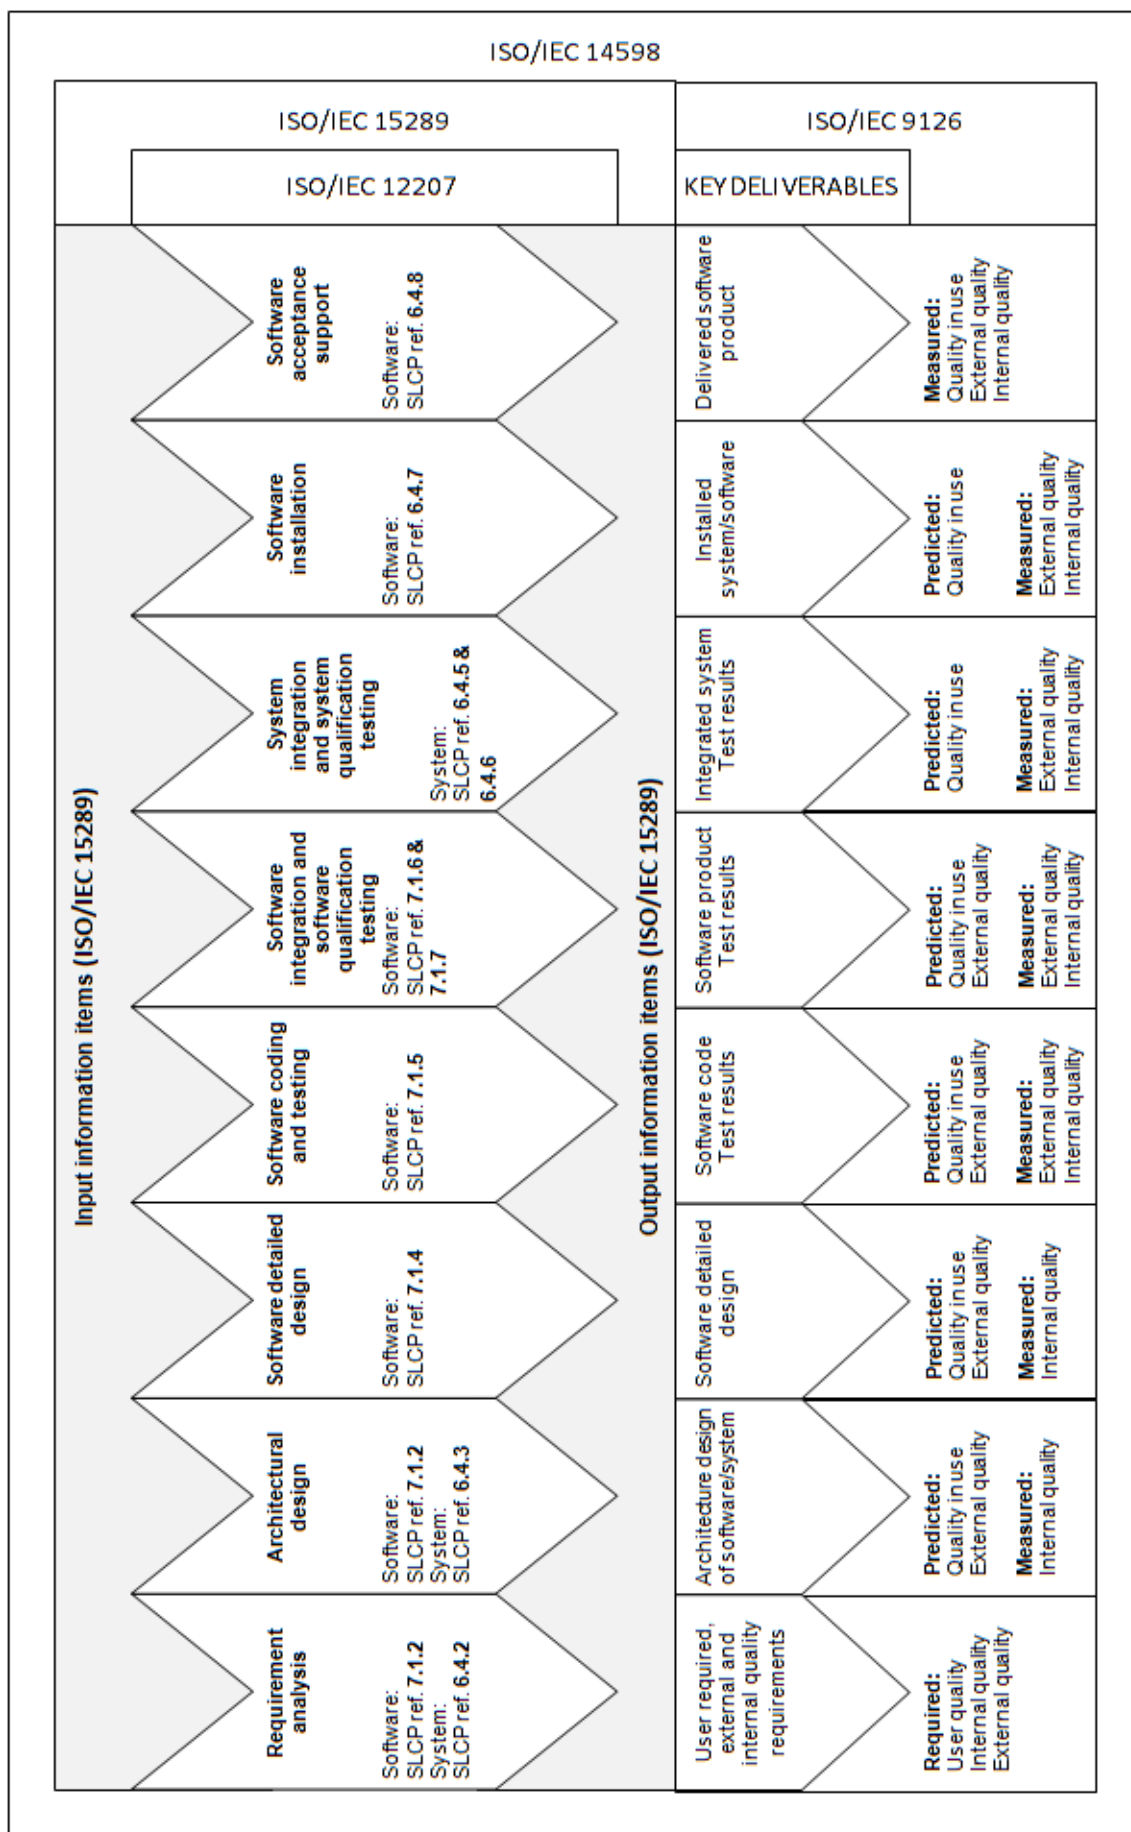 ISO/IEC 14598
ISO/IEC 15289
ISO/IEC 9126
ISO/IEC 12207
KEY DELIVERABLES
Input information items (ISO/IEC 15289)
Requirement
analysis
Software:
SLCP ref. 7.1.2
System:
SLCP ref. 6.4.2
Architectural
design
Software:
SLCP ref. 7.1.2
System:
SLCP ref. 6.4.3
Software detailed
design
Software:
SLCP ref. 7.1.4
Software coding
and testing
Software:
SLCP ref. 7.1.5
Software
integration and
software
qualification
testing
Software:
SLCP ref. 7.1.6 &
7.1.7
System
integration
and system
qualification
testing
System:
SLCP ref. 6.4.5 &
6.4.6
Software
installation
Software:
SLCP ref. 6.4.7
Software
acceptance
support
Software:
SLCP ref. 6.4.8
Output information items (ISO/IEC 15289)
User required,
external and
internal quality
requirements
Architecture design
of software/system
Software detailed
design
Software code
Test results
Software product
Test results
Integrated system
Test results
Installed
system/software
Delivered software
product
Required:
User quality
Internal quality
External quality
Predicted:
Quality in use
External quality
Measured:
Internal quality
Predicted:
Quality in use
External quality
Measured:
Internal quality
Predicted:
Quality in use
External quality
Measured:
External quality
Internal quality
Predicted:
Quality in use
External quality
Measured:
External quality
Internal quality
Predicted:
Quality in use
Measured:
External quality
Internal quality
Predicted:
Quality in use
Measured:
External quality
Internal quality
Measured:
Quality in use
External quality
Internal quality